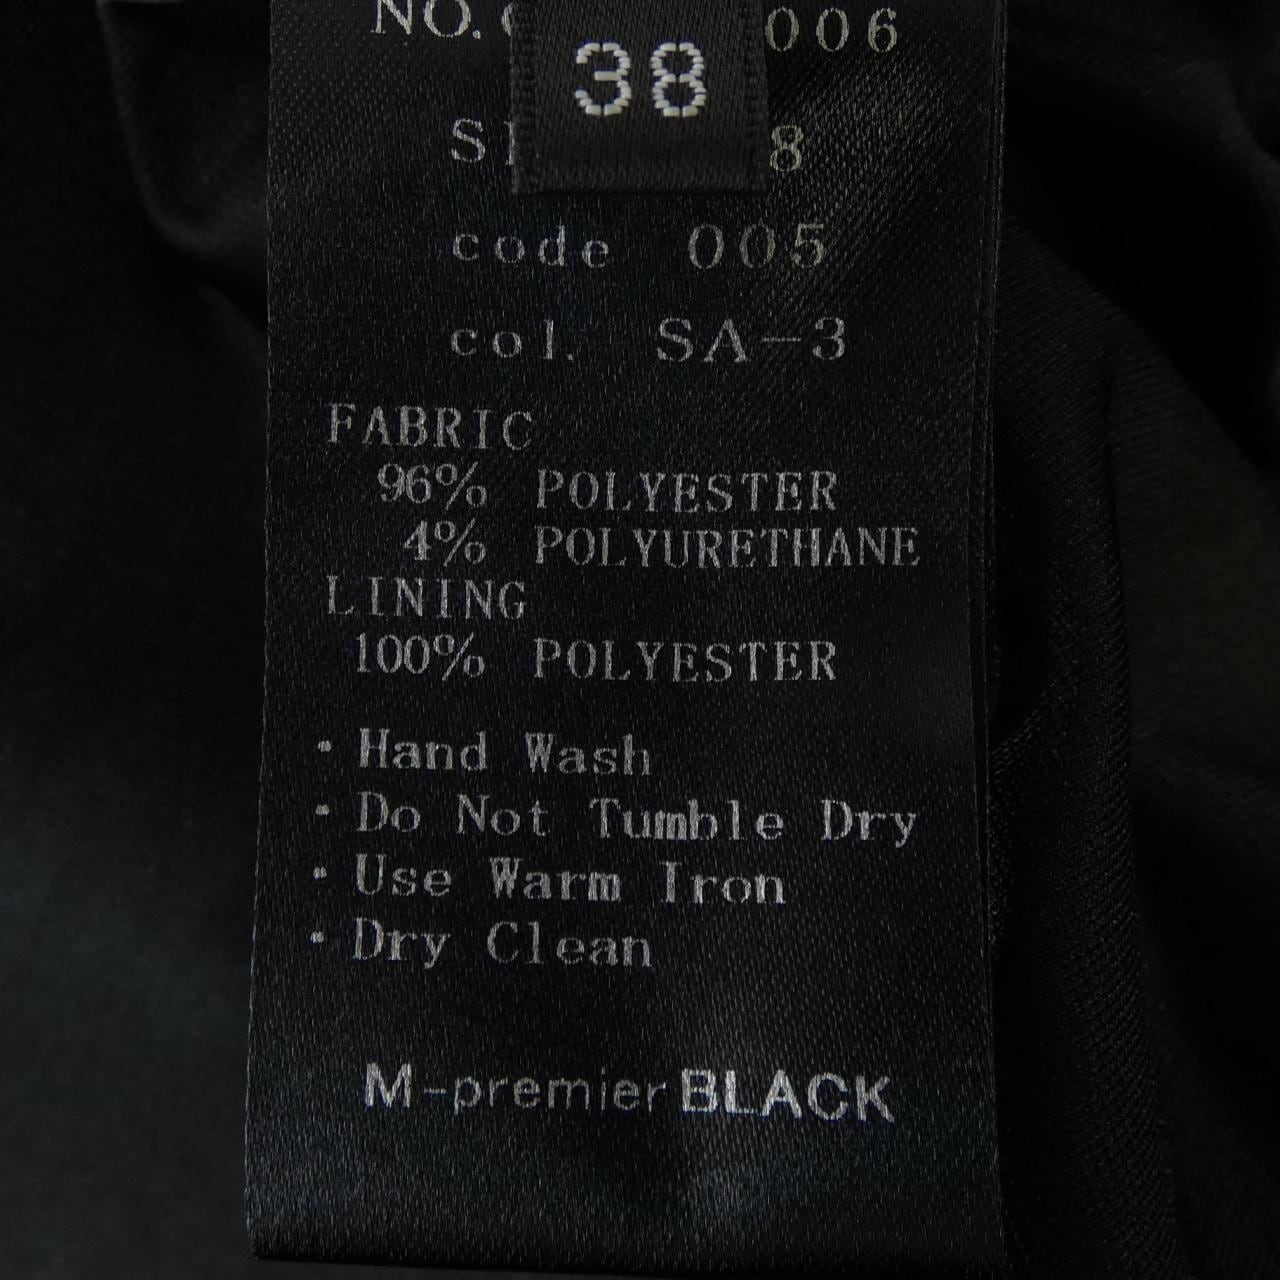 NO. 006
38
8
code 005
col. SA-3
FABRIC
96% POLYESTER
4% POLYURETHANE
LINING
100% POLYESTER
・Hand Wash
・Do Not Tumble Dry
・Use Warm Iron
・Dry Clean
M-premier BLACK